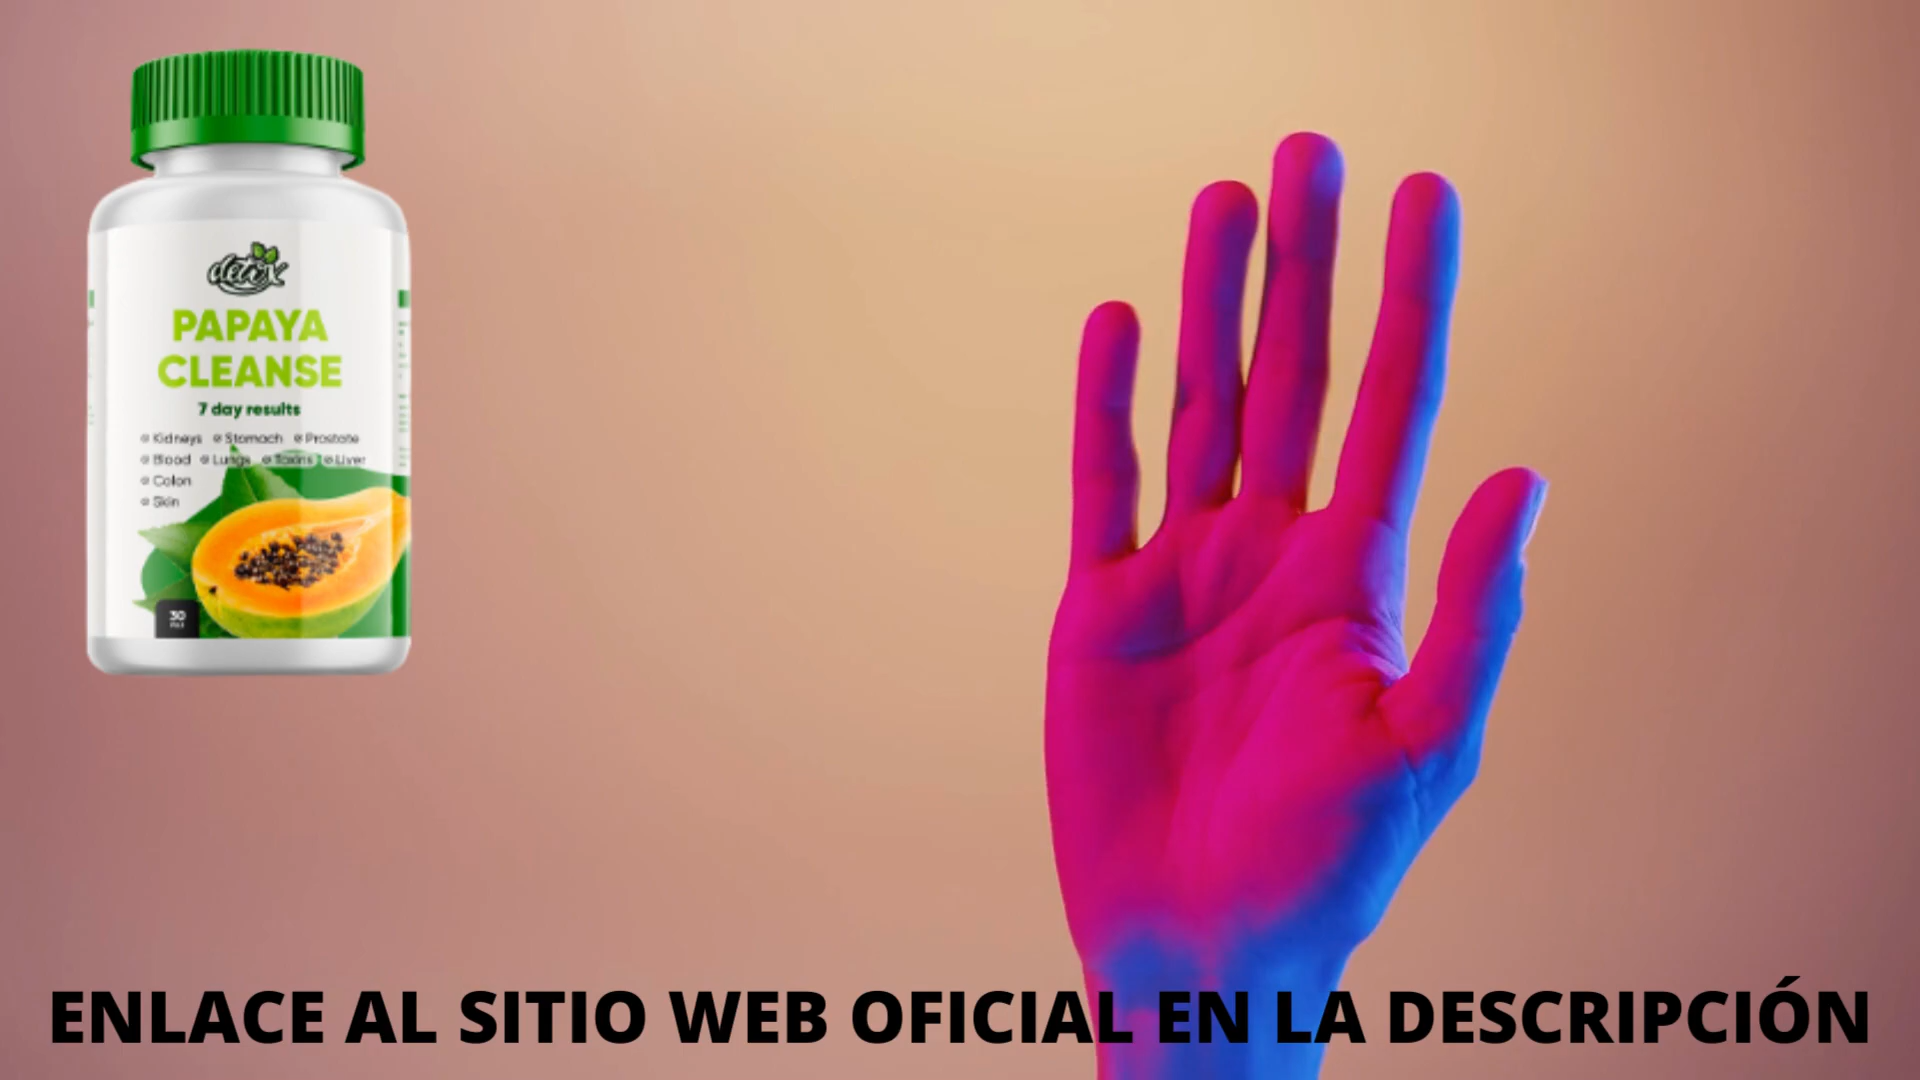 detox
PAPAYA
CLEANSE
7 day results
Kidneys Stomach Prostate
Blood Lungs Toxins Liver
Colon
Skin
30
ENLACE AL SITIO WEB OFICIAL EN LA DESCRIPCIÓN